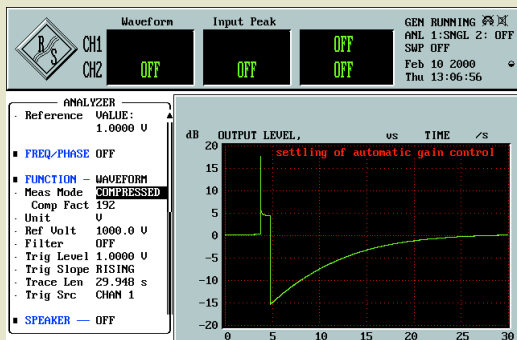 Waveform Input Peak
R S
CH1 OFF
CH2 OFF OFF OFF
GEN RUNNING
ANL 1:SNGL 2: OFF
SWP OFF
Feb 10 2000
Thu 13:06:56
ANALYZER
Reference VALUE:
1.0000 V
FREQ/PHASE OFF
FUNCTION — WAVEFORM
Meas Mode COMPRESSED
Comp Fact 192
Unit V
Ref Volt 1000.0 V
Filter OFF
Trig Level 1.0000 V
Trig Slope RISING
Trace Len 29.948 s
Trig Src CHAN 1
SPEAKER — OFF
dB OUTPUT LEVEL, vs TIME /s
settling of automatic gain control
20
15
10
5
0
-5
-10
-15
-20
0 5 10 15 20 25 30